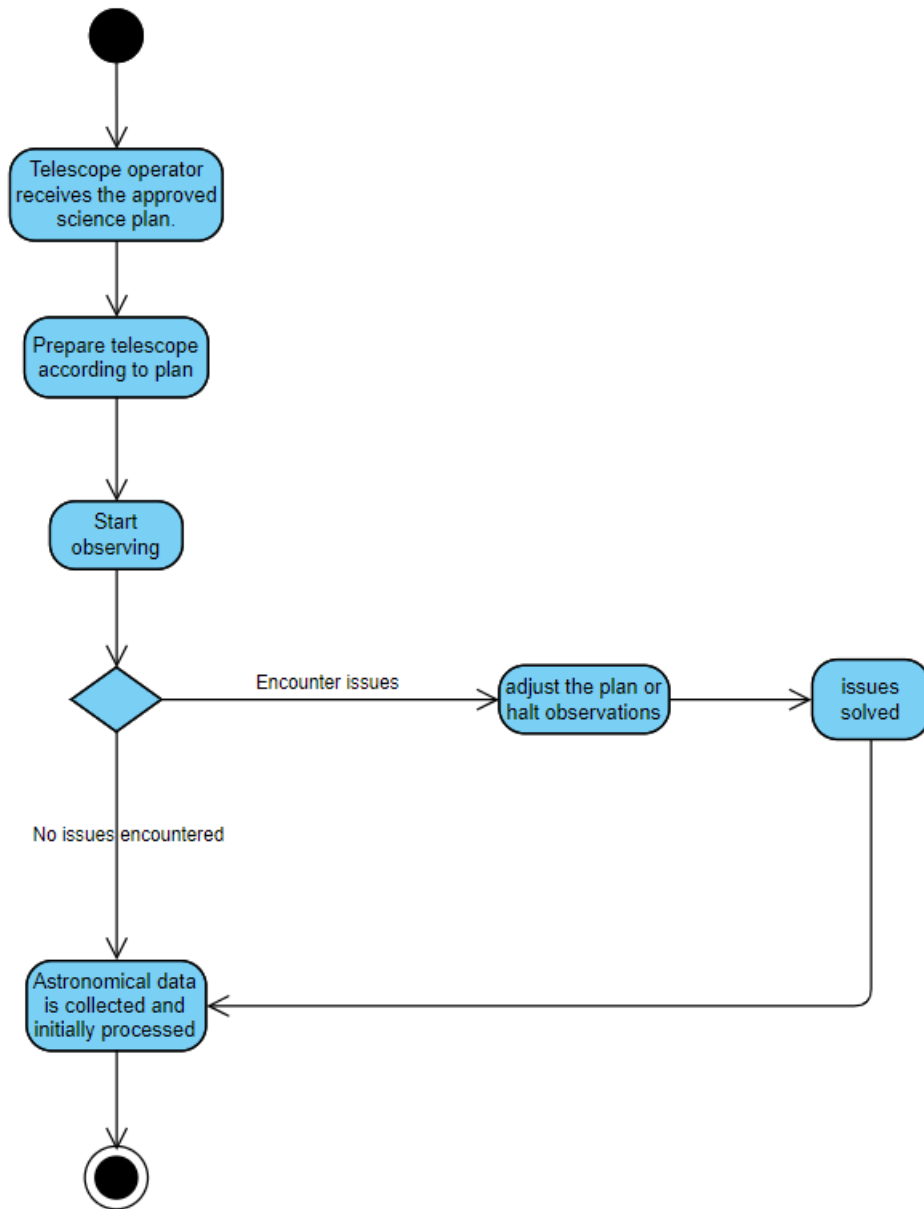 Telescope operator
receives the approved
science plan.
Prepare telescope
according to plan
Start
observing
Encounter issues
adjust the plan or
halt observations
issues
solved
No issues encountered
Astronomical data
is collected and
initially processed